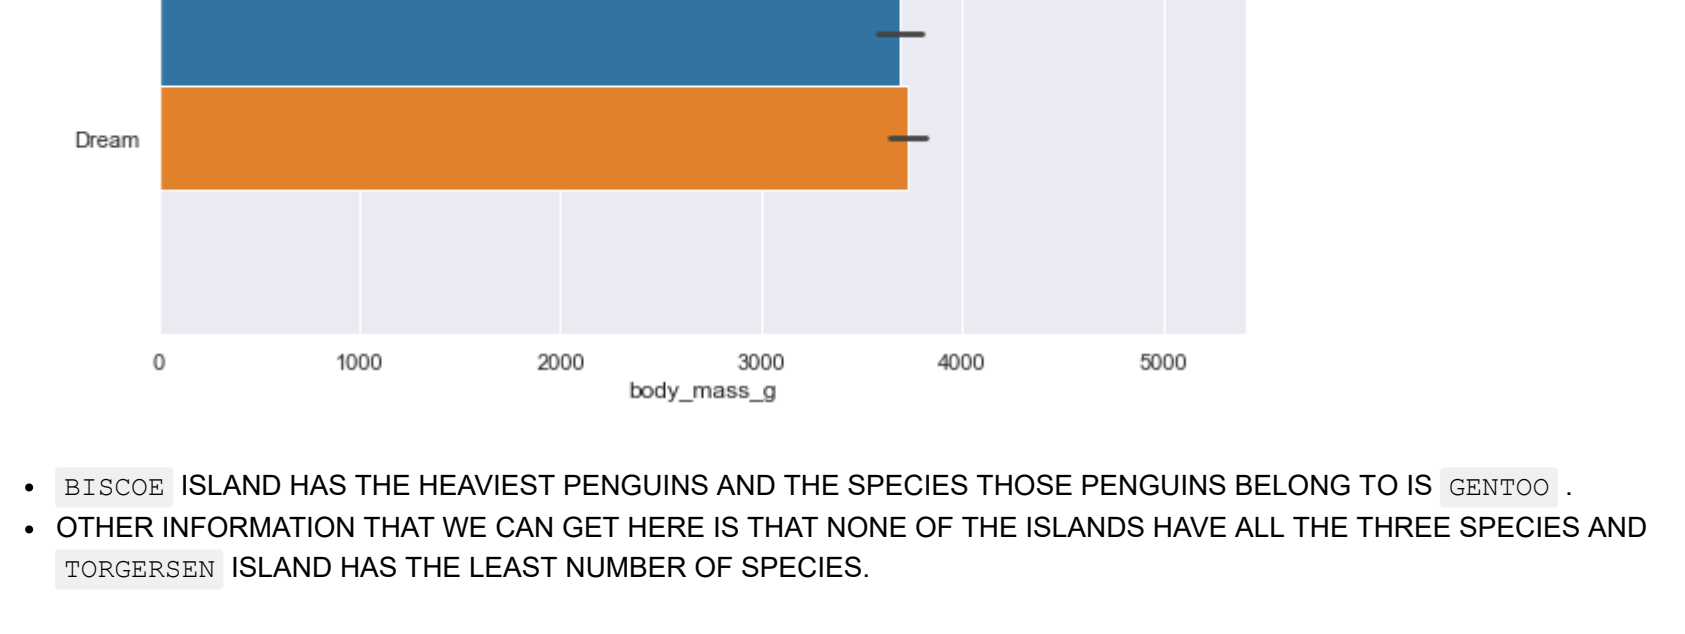 Dream
0 1000 2000 3000 4000 5000
body_mass_g
BISCOE ISLAND HAS THE HEAVIEST PENGUINS AND THE SPECIES THOSE PENGUINS BELONG TO IS GENTOO .
OTHER INFORMATION THAT WE CAN GET HERE IS THAT NONE OF THE ISLANDS HAVE ALL THE THREE SPECIES AND
TORGERSEN ISLAND HAS THE LEAST NUMBER OF SPECIES.